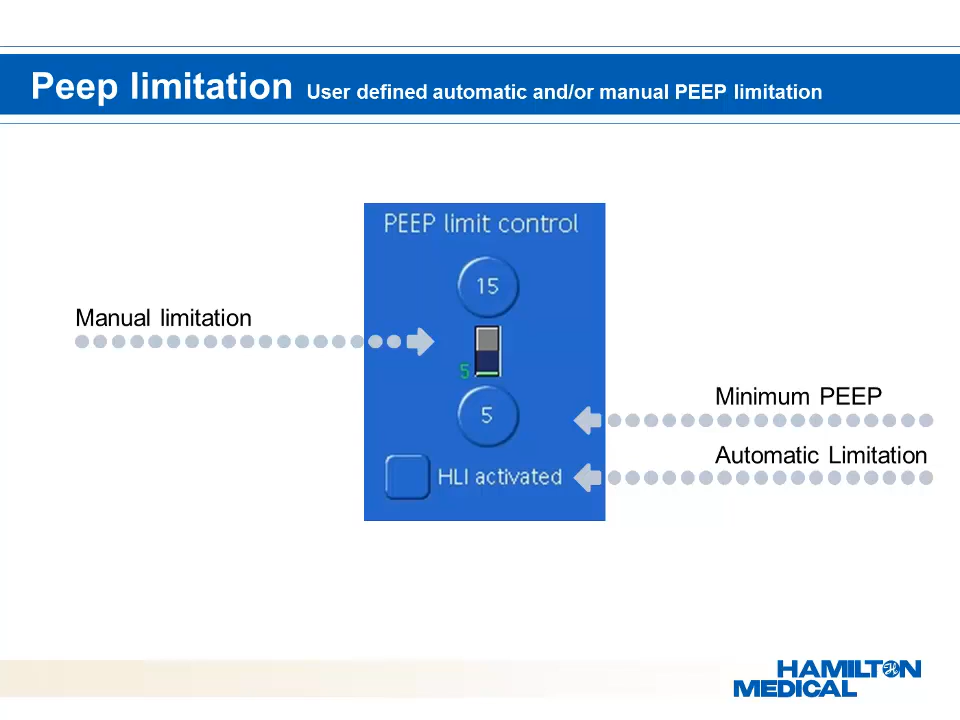 Peep limitation User defined automatic and/or manual PEEP limitation
PEEP limit control
15
Manual limitation
5
5
Minimum PEEP
Automatic Limitation
HLI activated
HAMILTON
MEDICAL